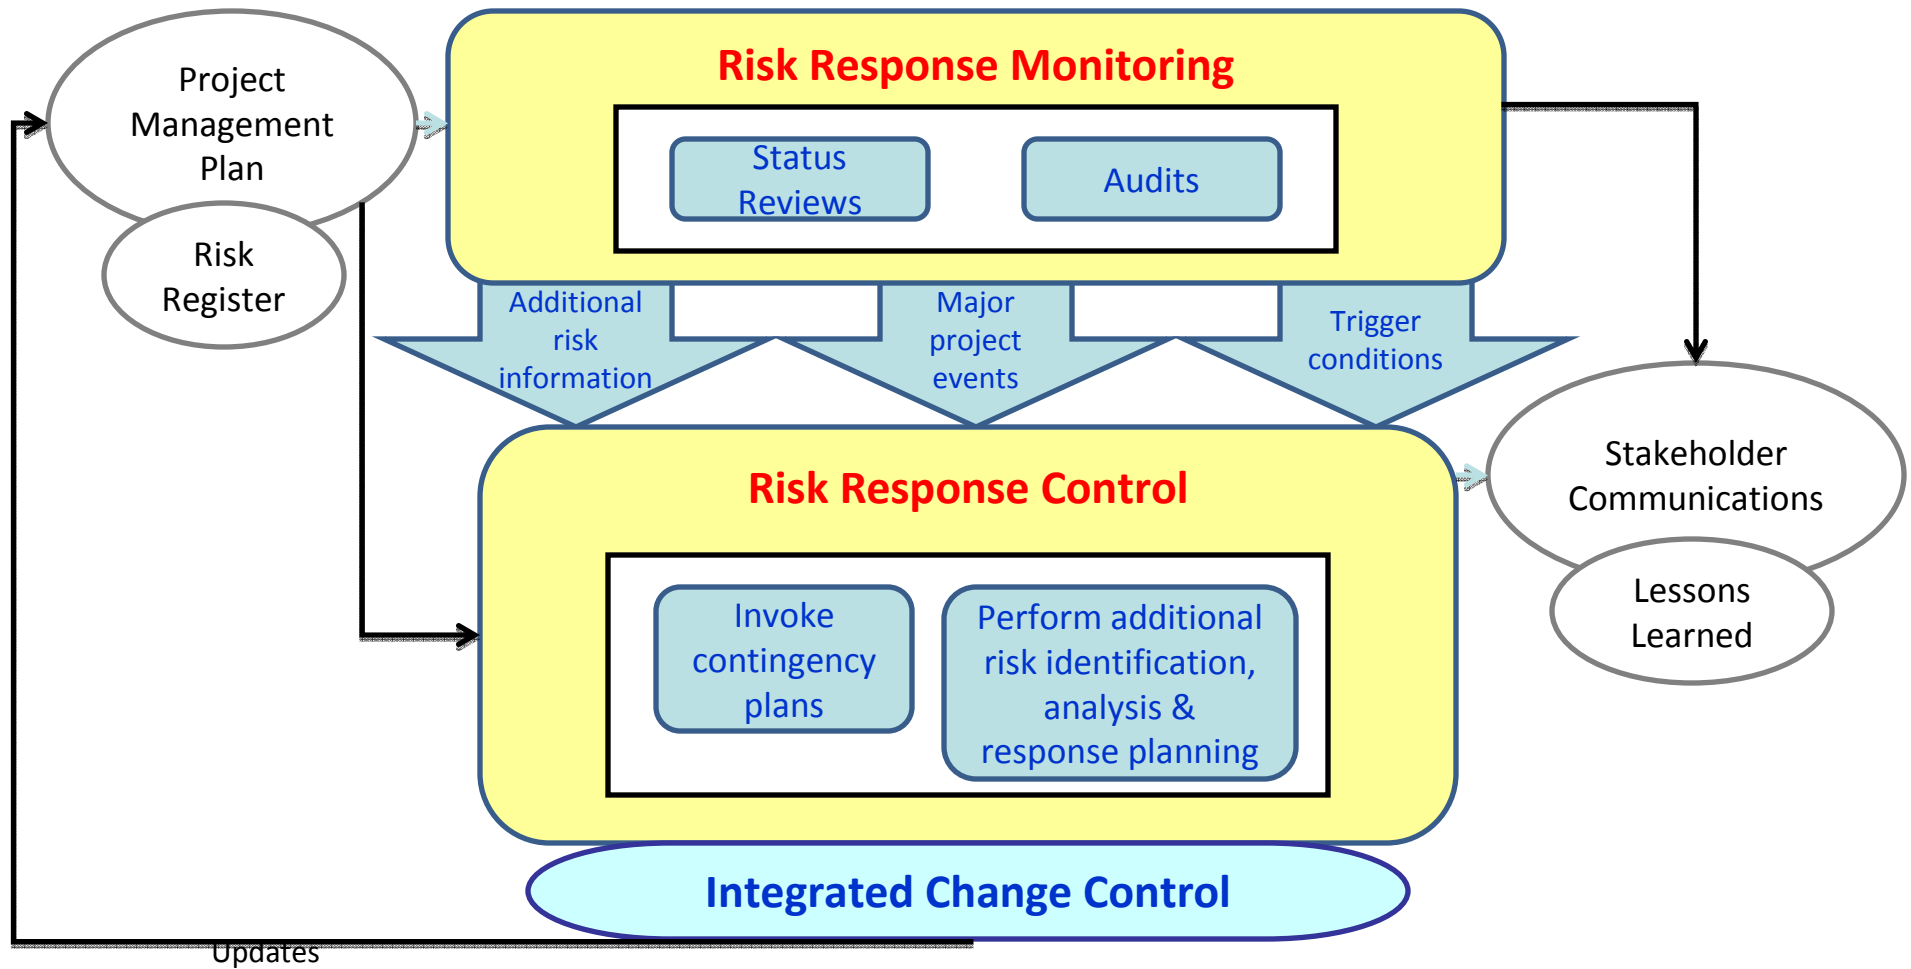 Project
Management
Plan
Risk
Register
Risk Response Monitoring
Status
Reviews
Audits
Additional
risk
information
Major
project
events
Trigger
conditions
Risk Response Control
Invoke
contingency
plans
Perform additional
risk identification,
analysis &
response planning
Stakeholder
Communications
Lessons
Learned
Integrated Change Control
Updates